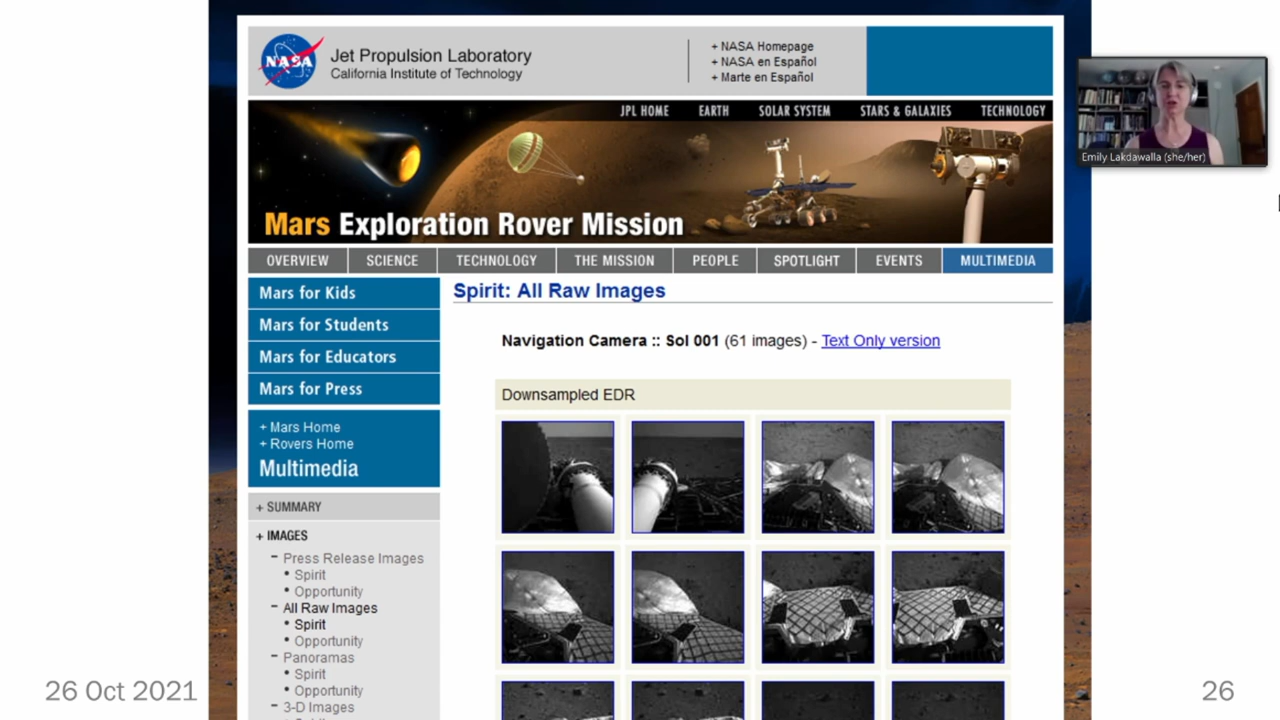 NASA
Jet Propulsion Laboratory
California Institute of Technology
+ NASA Homepage
+ NASA en Español
+ Marte en Español
JPL HOME EARTH SOLAR SYSTEM STARS & GALAXIES TECHNOLOGY
Mars Exploration Rover Mission
Emily Lakdawalla (she/her)
OVERVIEW SCIENCE TECHNOLOGY THE MISSION PEOPLE SPOTLIGHT EVENTS MULTIMEDIA
Mars for Kids
Mars for Students
Mars for Educators
Mars for Press
+ Mars Home
+ Rovers Home
Multimedia
+ SUMMARY
+ IMAGES
- Press Release Images
• Spirit
• Opportunity
- All Raw Images
• Spirit
• Opportunity
- Panoramas
• Spirit
• Opportunity
- 3-D Images
Spirit: All Raw Images
Navigation Camera :: Sol 001 (61 images) - Text Only version
Downsampled EDR
26 Oct 2021
26